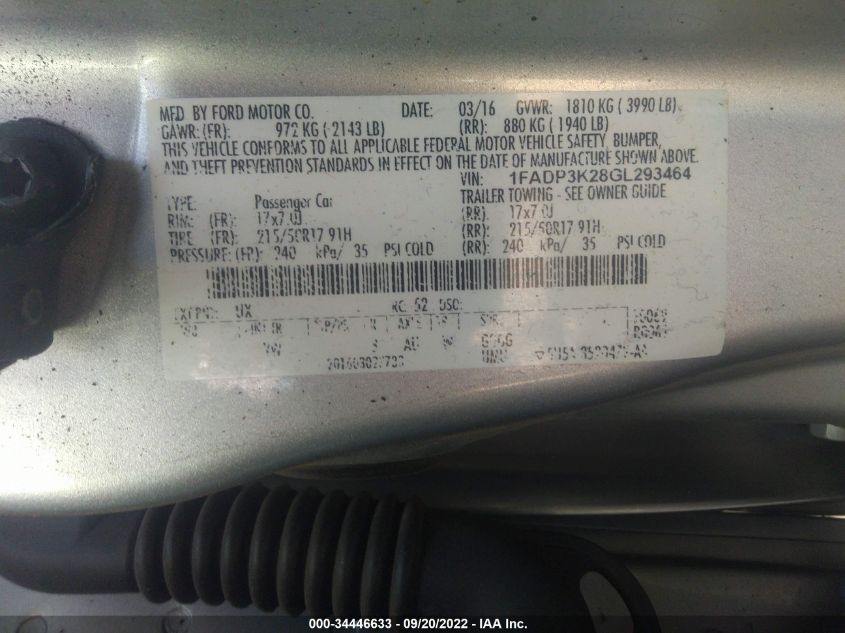 MFD BY FORD MOTOR CO. DATE: 03/16 GVWR: 1810 KG ( 3990 LB)
GAWR: (FR): 972 KG ( 2143 LB) (RR): 880 KG ( 1940 LB)
THIS VEHICLE CONFORMS TO ALL APPLICABLE FEDERAL MOTOR VEHICLE SAFETY, BUMPER,
AND THEFT PREVENTION STANDARDS IN EFFECT ON THE DATE OF MANUFACTURE SHOWN ABOVE.
VIN: 1FADP3K28GL293464
TYPE: Passenger Car TRAILER TOWING - SEE OWNER GUIDE
RIM: (FR): 17x7.0J (RR): 17x7.0J
TIRE (FR): 215/50R17 91H (RR): 215/50R17 91H
PRESSURE: (FR): 240 kPa/ 35 PSI COLD (RR): 240 kPa/ 35 PSI COLD
UX RC: 52 DSO:
000-34446633 – 09/20/2022 – IAA Inc.